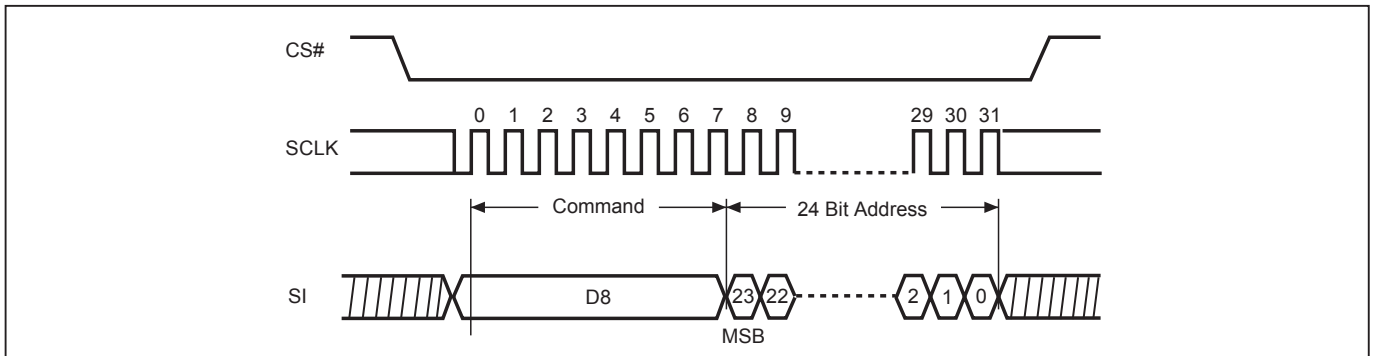 CS#
0 1 2 3 4 5 6 7 8 9 29 30 31
SCLK
Command 24 Bit Address
SI D8 23 22 2 1 0
MSB